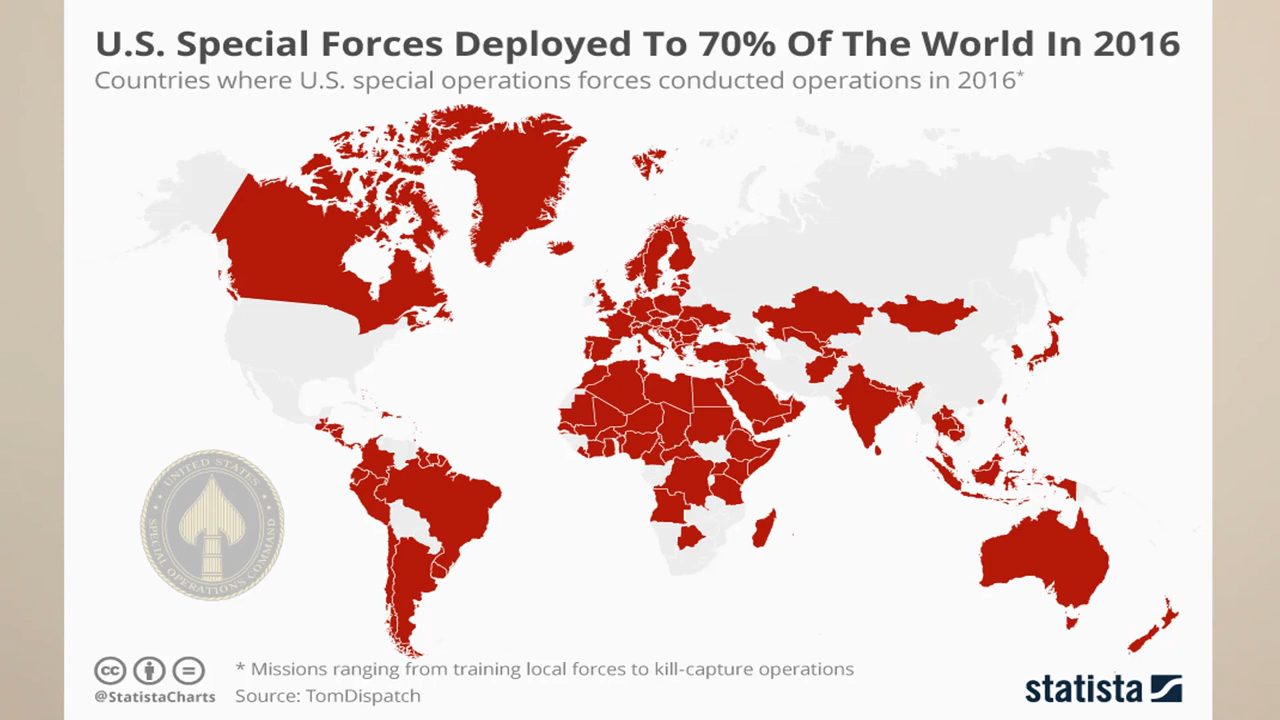 U.S. Special Forces Deployed To 70% Of The World In 2016
Countries where U.S. special operations forces conducted operations in 2016*
UNITED STATES
SPECIAL OPERATIONS COMMAND
* Missions ranging from training local forces to kill-capture operations
@StatistaCharts
Source: TomDispatch
statista